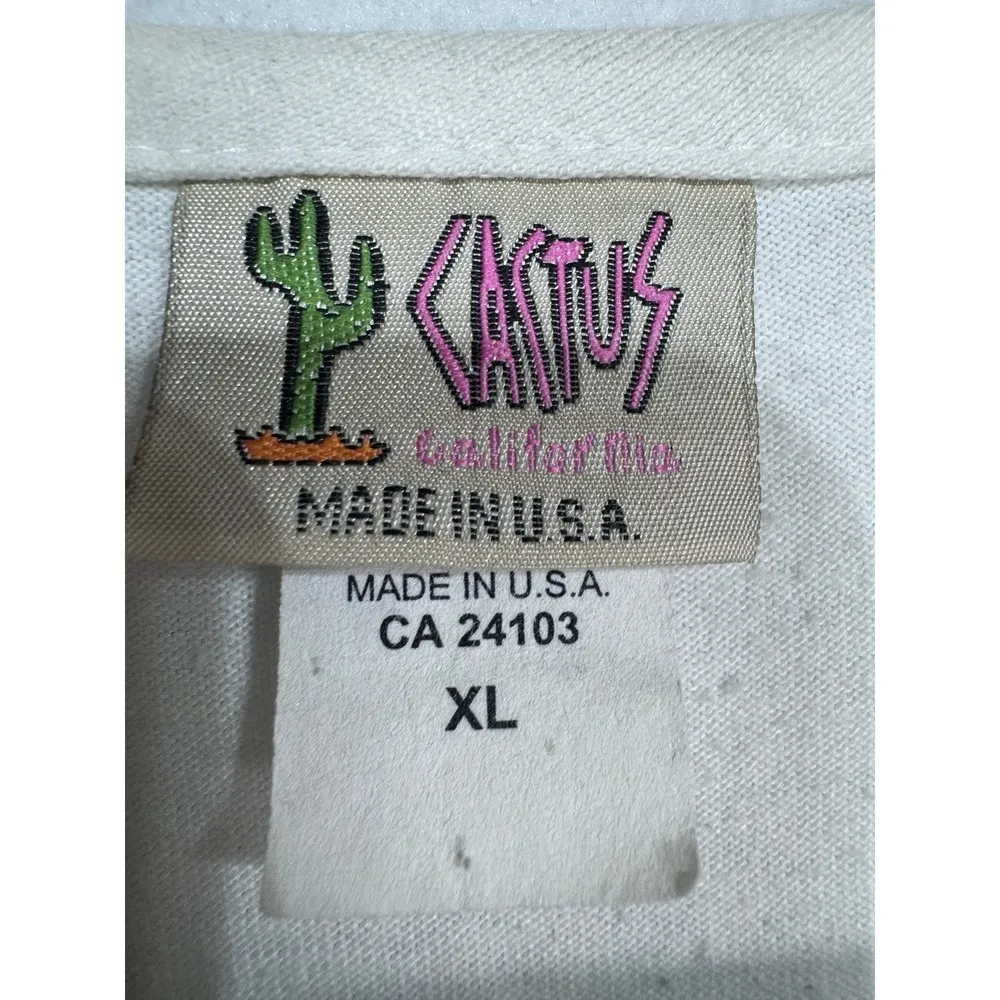 CACTUS
California
MADE IN U.S.A.
MADE IN U.S.A.
CA 24103
XL